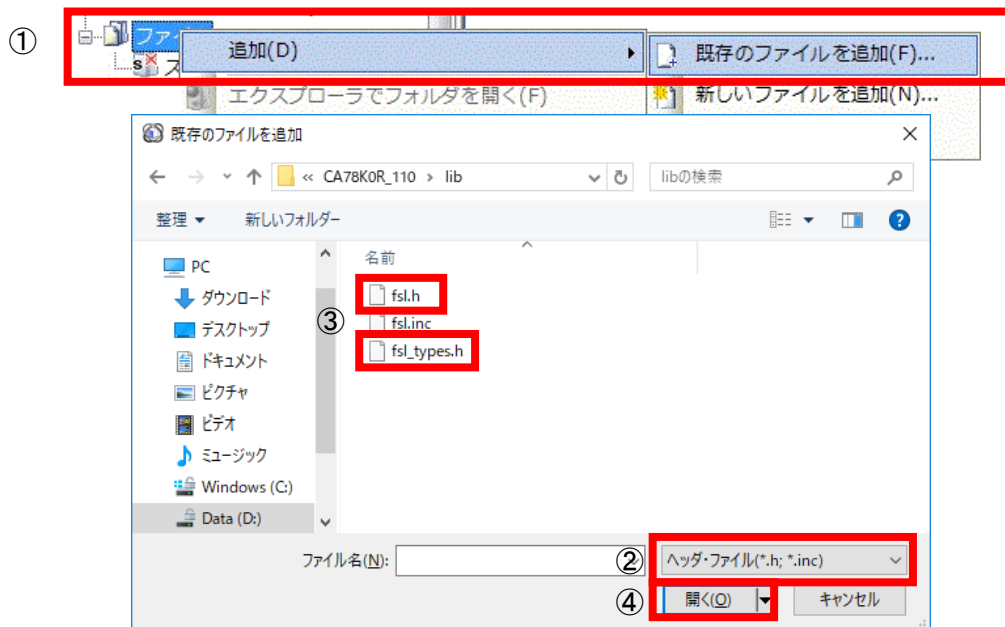 ①
ファイ
追加(D)
既存のファイルを追加(F)...
ス
エクスプローラでフォルダを開く(F)
新しいファイルを追加(N)...
既存のファイルを追加
« CA78K0R_110 › lib
libの検索
整理
新しいフォルダー
名前
PC
ダウンロード
デスクトップ
ドキュメント
ピクチャ
ビデオ
ミュージック
Windows (C:)
Data (D:)
③
fsl.h
fsl.inc
fsl_types.h
ファイル名(N):
②
ヘッダ・ファイル(*.h; *.inc)
④
開く(O)
キャンセル